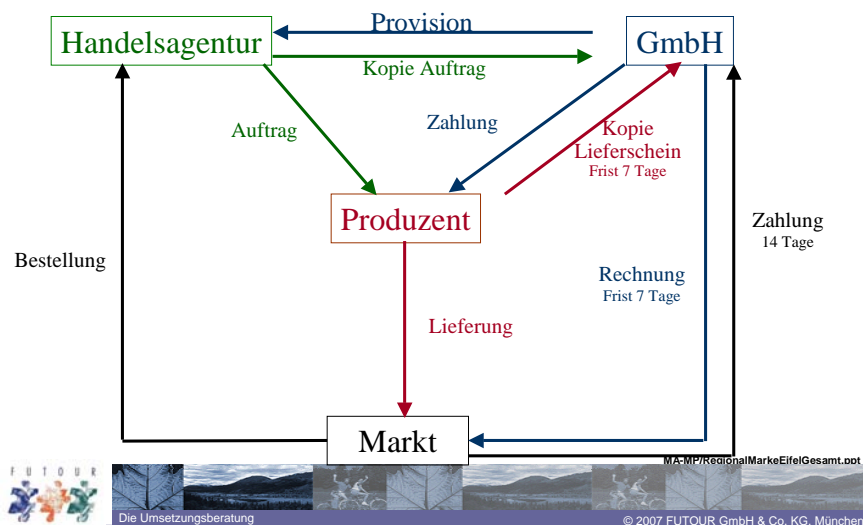 Provision
Handelsagentur
GmbH
Kopie Auftrag
Auftrag
Zahlung
Kopie
Lieferschein
Frist 7 Tage
Produzent
Zahlung
14 Tage
Bestellung
Rechnung
Frist 7 Tage
Lieferung
Markt
MA-MP/RegionalMarkeEifelGesamt.ppt
FUTOUR
Die Umsetzungsberatung
© 2007 FUTOUR GmbH & Co. KG, München